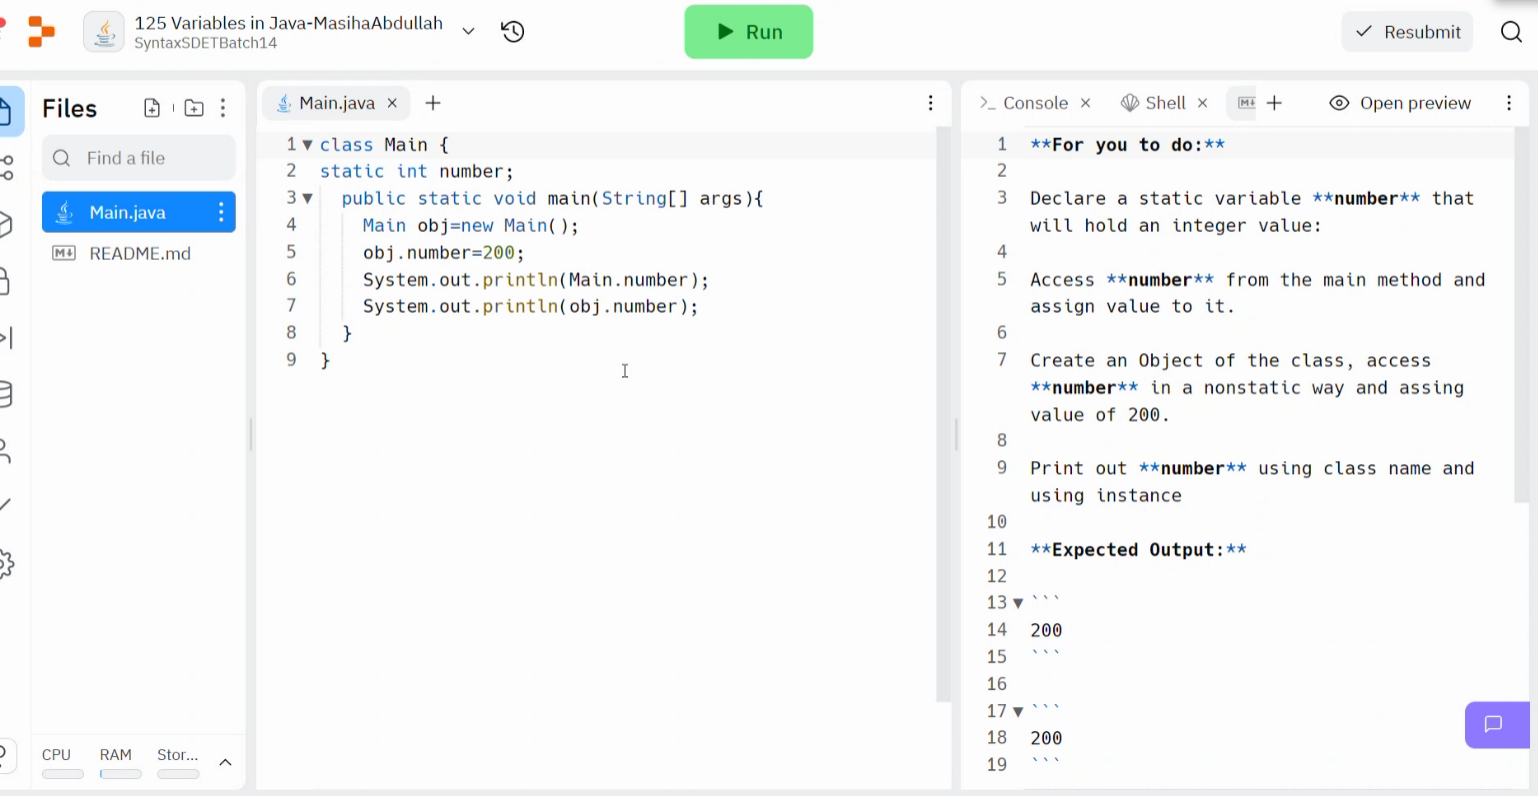 125 Variables in Java-MasihaAbdullah
SyntaxSDETBatch14
Run
Resubmit
Files
Find a file
Main.java
README.md
CPU RAM Stor...
Main.java
1 class Main {
2 static int number;
3 public static void main(String[] args){
4 Main obj=new Main();
5 obj.number=200;
6 System.out.println(Main.number);
7 System.out.println(obj.number);
8 }
9 }
Console Shell M↓ Open preview
1 **For you to do:**
2
3 Declare a static variable **number** that
will hold an integer value:
4
5 Access **number** from the main method and
assign value to it.
6
7 Create an Object of the class, access
**number** in a nonstatic way and assing
value of 200.
8
9 Print out **number** using class name and
using instance
10
11 **Expected Output:**
12
13 ```
14 200
15 ```
16
17 ```
18 200
19 ```